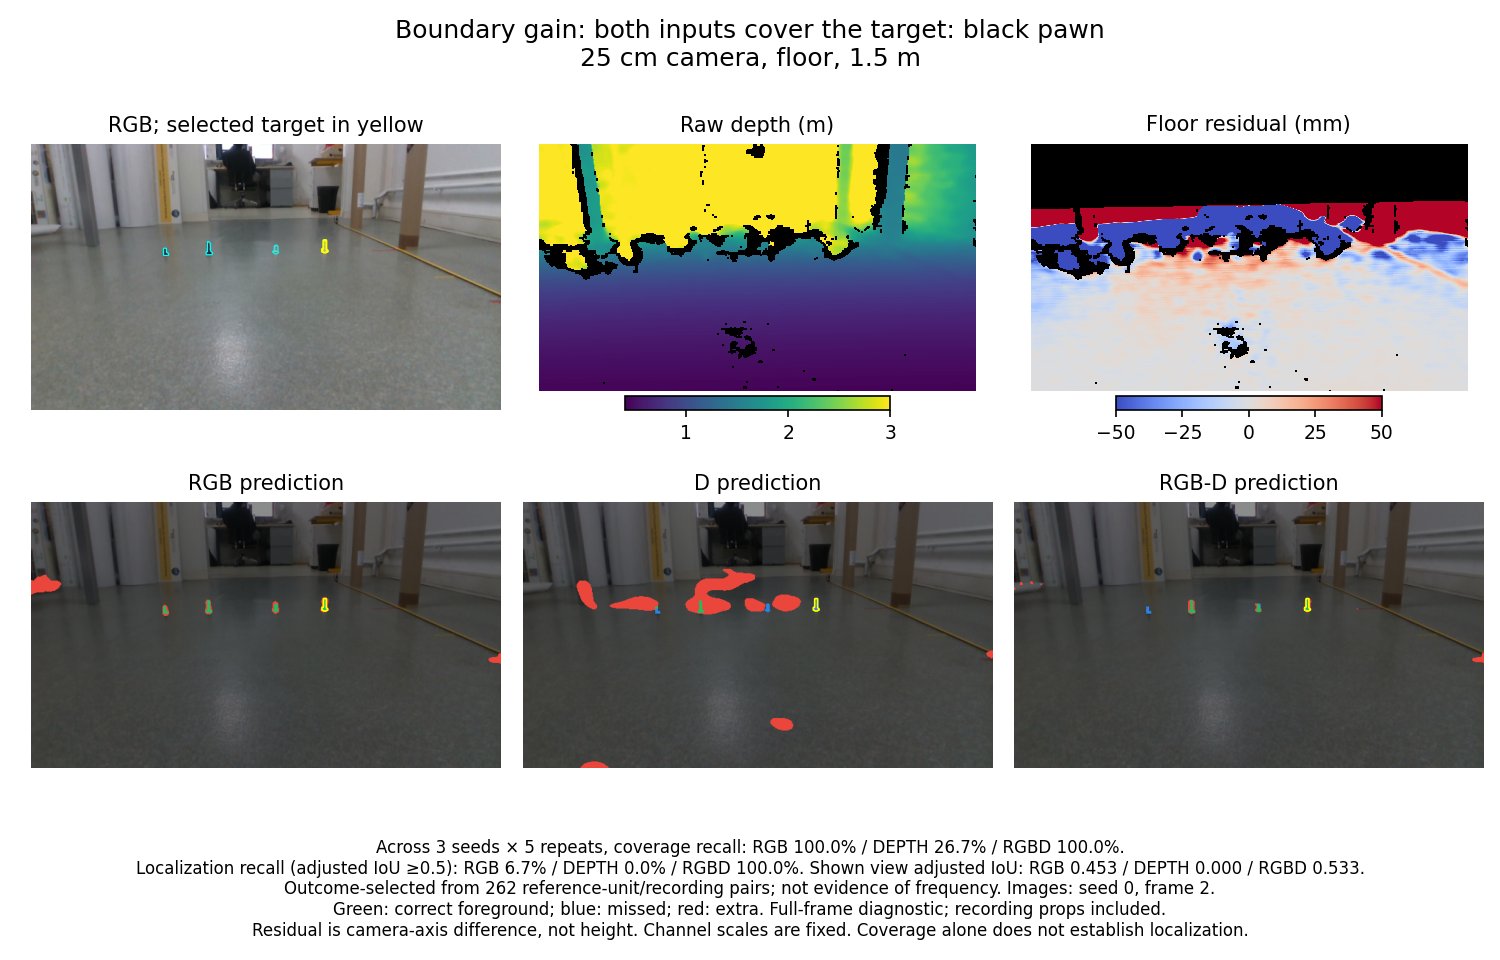 Boundary gain: both inputs cover the target: black pawn
25 cm camera, floor, 1.5 m
RGB; selected target in yellow
Raw depth (m)
Floor residual (mm)
1 2 3
−50 −25 0 25 50
RGB prediction
D prediction
RGB-D prediction
Across 3 seeds × 5 repeats, coverage recall: RGB 100.0% / DEPTH 26.7% / RGBD 100.0%.
Localization recall (adjusted IoU ≥0.5): RGB 6.7% / DEPTH 0.0% / RGBD 100.0%. Shown view adjusted IoU: RGB 0.453 / DEPTH 0.000 / RGBD 0.533.
Outcome-selected from 262 reference-unit/recording pairs; not evidence of frequency. Images: seed 0, frame 2.
Green: correct foreground; blue: missed; red: extra. Full-frame diagnostic; recording props included.
Residual is camera-axis difference, not height. Channel scales are fixed. Coverage alone does not establish localization.